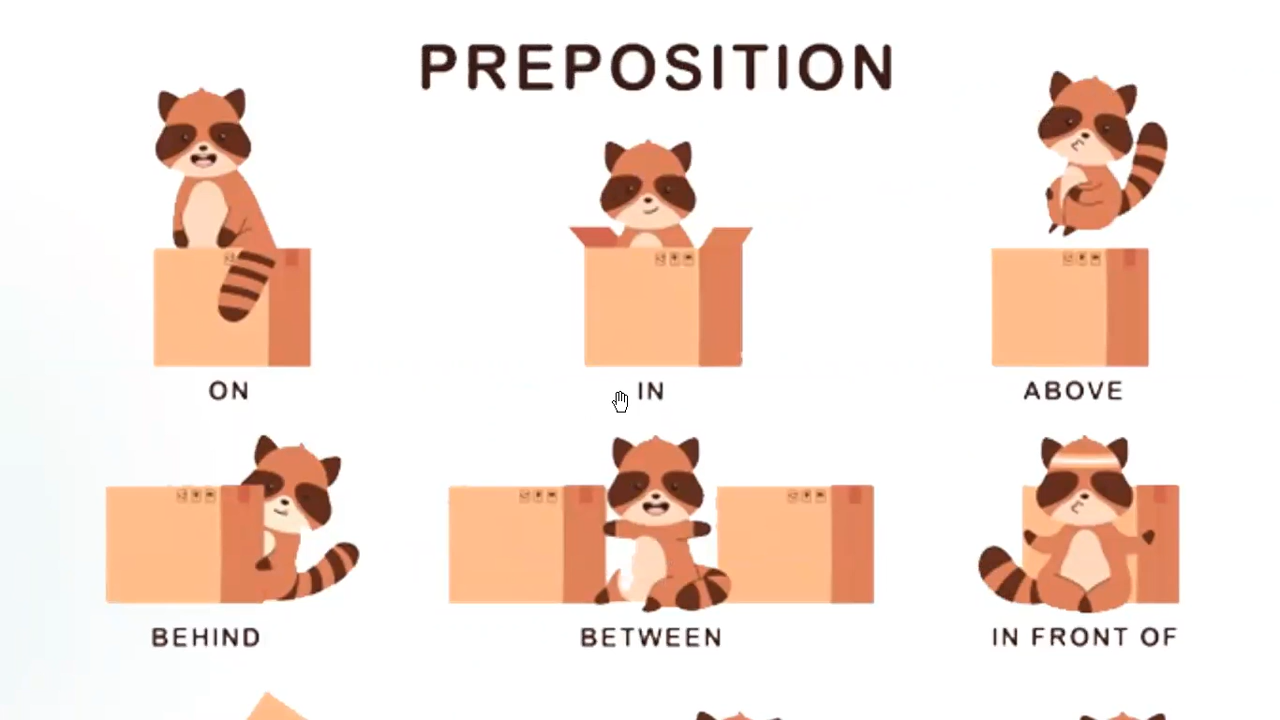 PREPOSITION
ON
IN
ABOVE
BEHIND
BETWEEN
IN FRONT OF